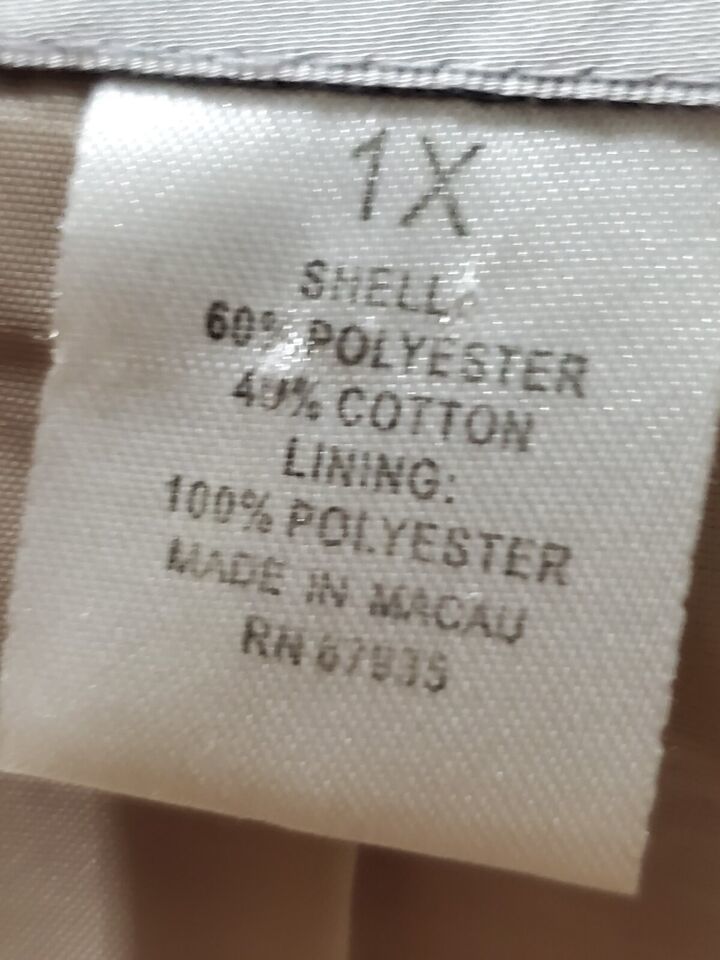 1X
SHELL:
60% POLYESTER
40% COTTON
LINING:
100% POLYESTER
MADE IN MACAU
RN